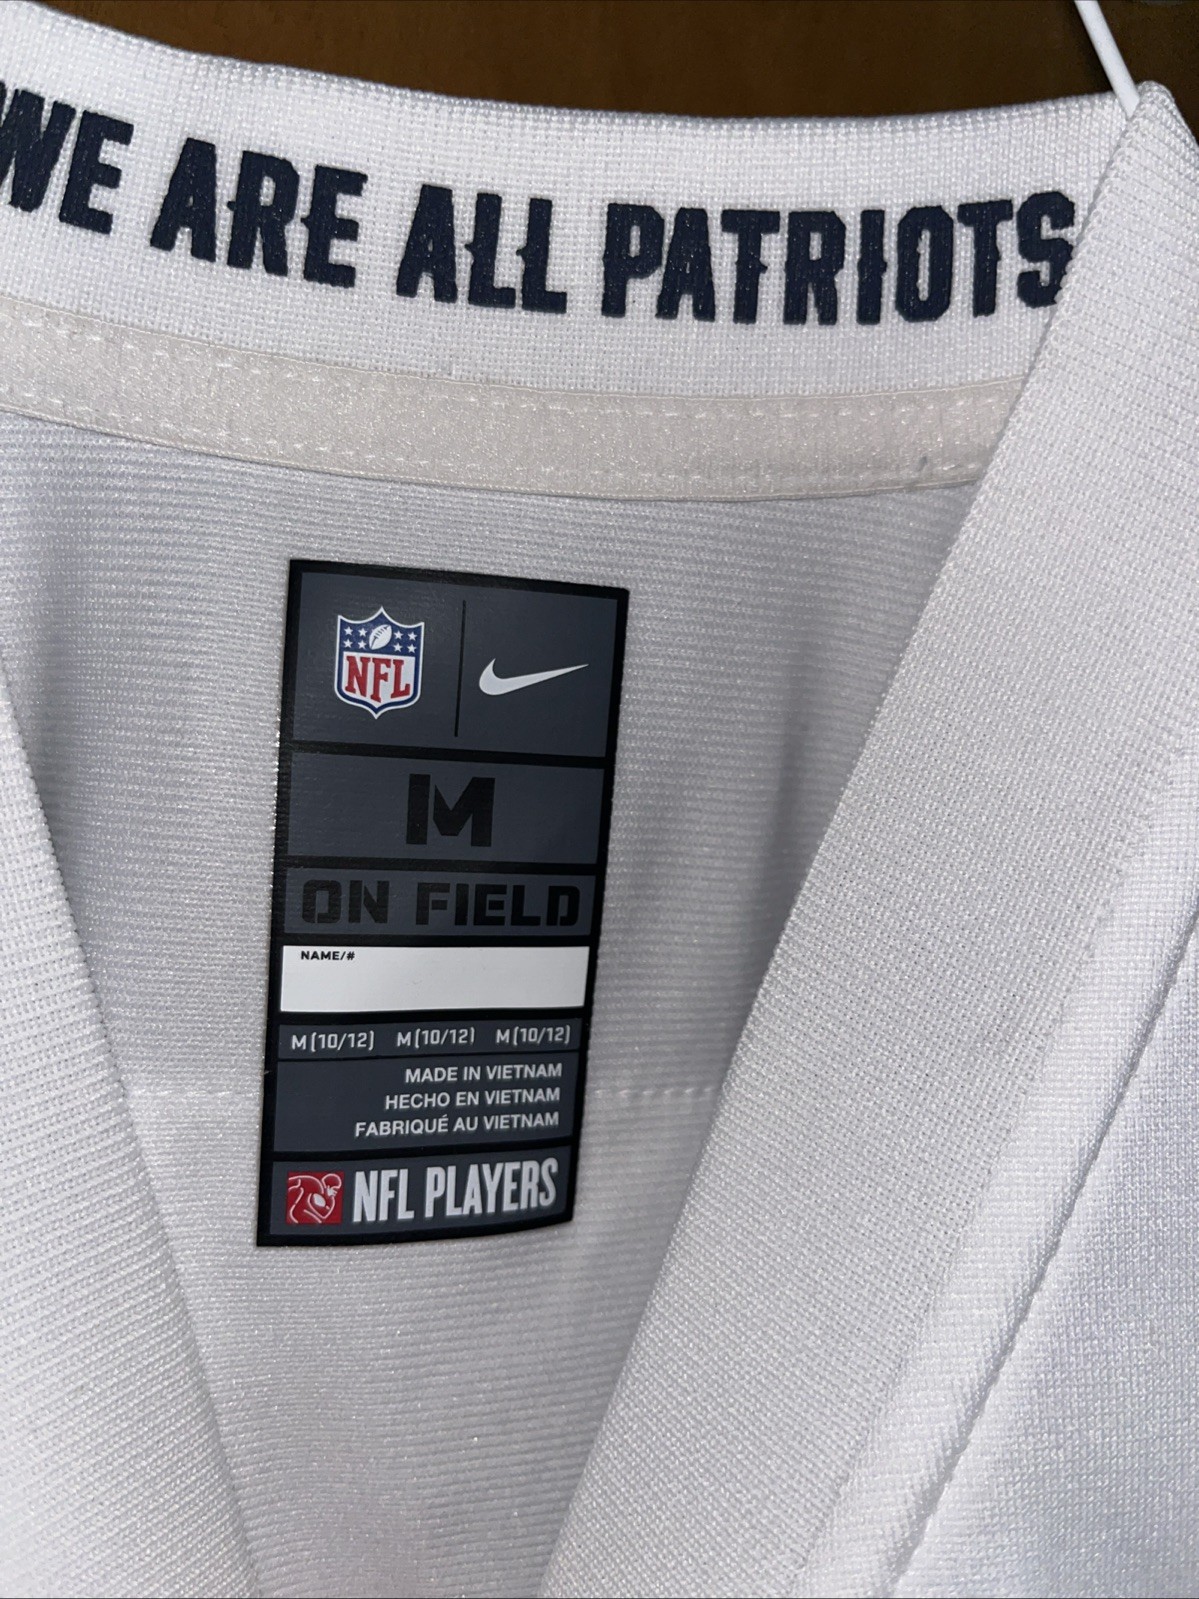 WE ARE ALL PATRIOTS
NFL
M
ON FIELD
NAME/#
M (10/12) M (10/12) M (10/12)
MADE IN VIETNAM
HECHO EN VIETNAM
FABRIQUÉ AU VIETNAM
NFL PLAYERS